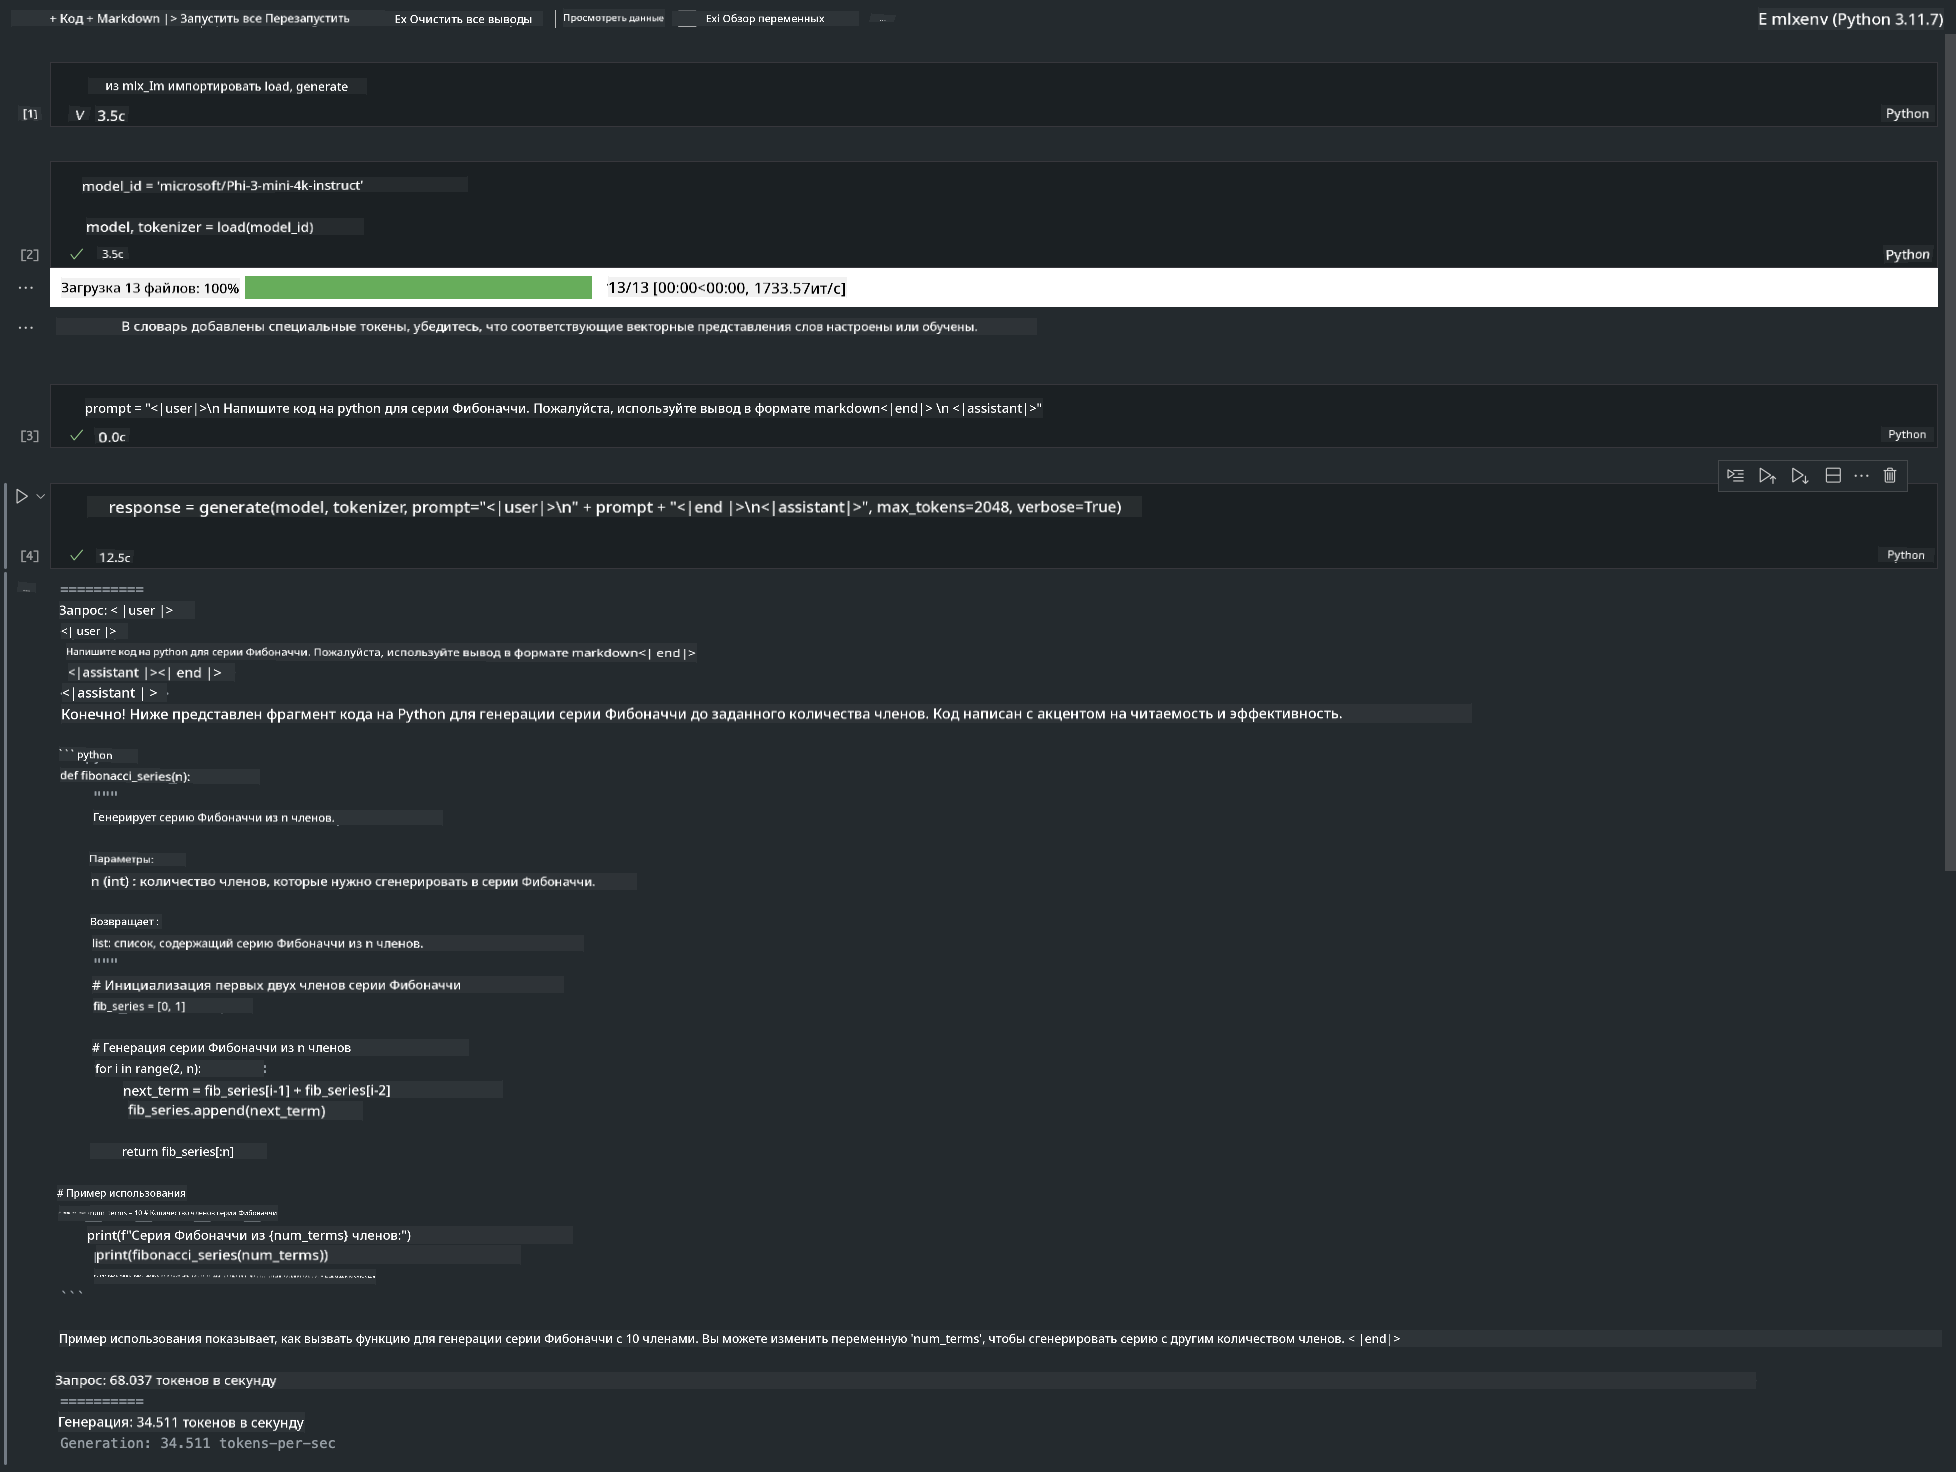 + Код + Markdown |> Запустить все Перезапустить Ex Очистить все выводы Просмотреть данные Exi Обзор переменных ... E mlxenv (Python 3.11.7)
из mlx_Im импортировать load, generate
[1] V 3.5с Python
model_id = 'microsoft/Phi-3-mini-4k-instruct'
model, tokenizer = load(model_id)
[2] ✓ 3.5с Python
... Загрузка 13 файлов: 100% 13/13 [00:00<00:00, 1733.57ит/с]
... В словарь добавлены специальные токены, убедитесь, что соответствующие векторные представления слов настроены или обучены.
prompt = "<|user|>\n Напишите код на python для серии Фибоначчи. Пожалуйста, используйте вывод в формате markdown<|end|> \n <|assistant|>"
[3] ✓ 0.0с Python
response = generate(model, tokenizer, prompt="<|user|>\n" + prompt + "<|end |>\n<|assistant|>", max_tokens=2048, verbose=True)
[4] ✓ 12.5с Python
... ==========
Запрос: < |user |>
<| user |>
Напишите код на python для серии Фибоначчи. Пожалуйста, используйте вывод в формате markdown<| end|>
<|assistant |><| end |>
<|assistant | >
Конечно! Ниже представлен фрагмент кода на Python для генерации серии Фибоначчи до заданного количества членов. Код написан с акцентом на читаемость и эффективность.
```python
def fibonacci_series(n):
"""
Генерирует серию Фибоначчи из n членов.
Параметры:
n (int) : количество членов, которые нужно сгенерировать в серии Фибоначчи.
Возвращает :
list: список, содержащий серию Фибоначчи из n членов.
"""
# Инициализация первых двух членов серии Фибоначчи
fib_series = [0, 1]
# Генерация серии Фибоначчи из n членов
for i in range(2, n): :
next_term = fib_series[i-1] + fib_series[i-2]
fib_series.append(next_term)
return fib_series[:n]
# Пример использования
num_terms = 10 # Количество членов серии Фибоначчи
print(f"Серия Фибоначчи из {num_terms} членов:")
print(fibonacci_series(num_terms))
```
Пример использования показывает, как вызвать функцию для генерации серии Фибоначчи с 10 членами. Вы можете изменить переменную 'num_terms', чтобы сгенерировать серию с другим количеством членов. < |end|>
Запрос: 68.037 токенов в секунду
==========
Генерация: 34.511 токенов в секунду
Generation: 34.511 tokens-per-sec